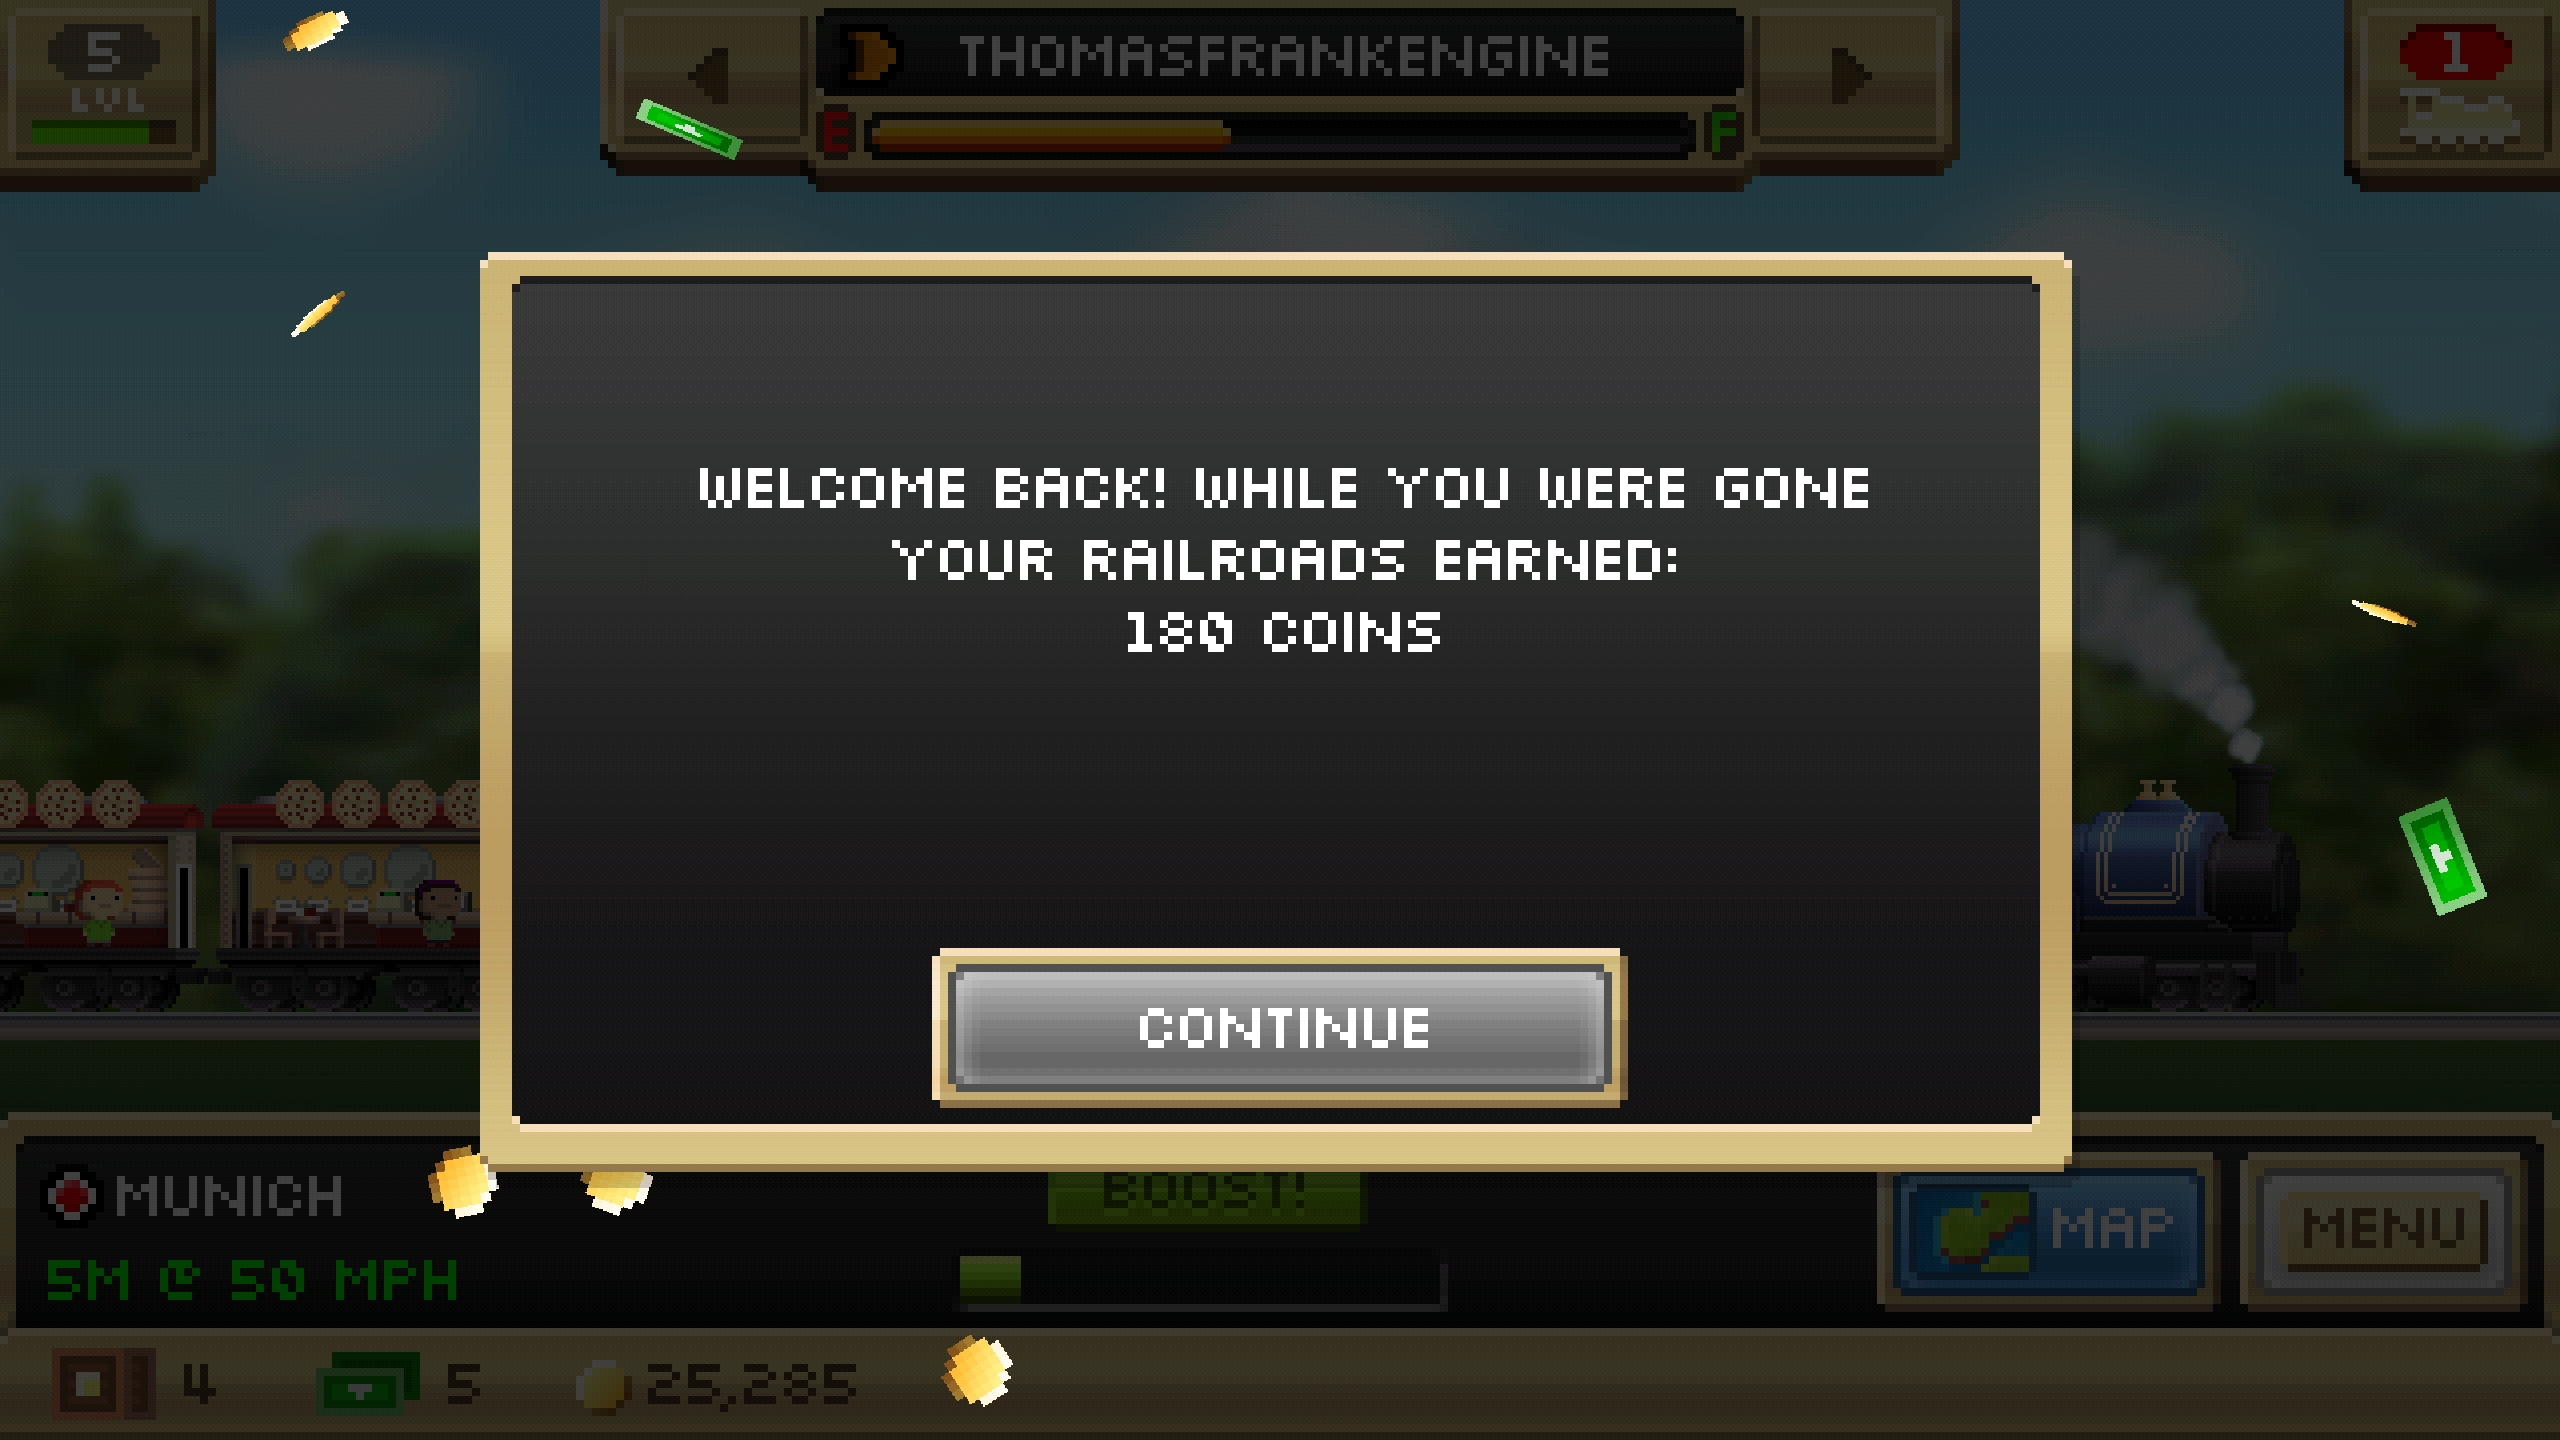 5
LVL
THOMASFRANKENGINE
E F
1
WELCOME BACK! WHILE YOU WERE GONE
YOUR RAILROADS EARNED:
180 COINS
CONTINUE
MUNICH
5M @ 50 MPH
BOOST!
MAP
MENU
4
5
25,285